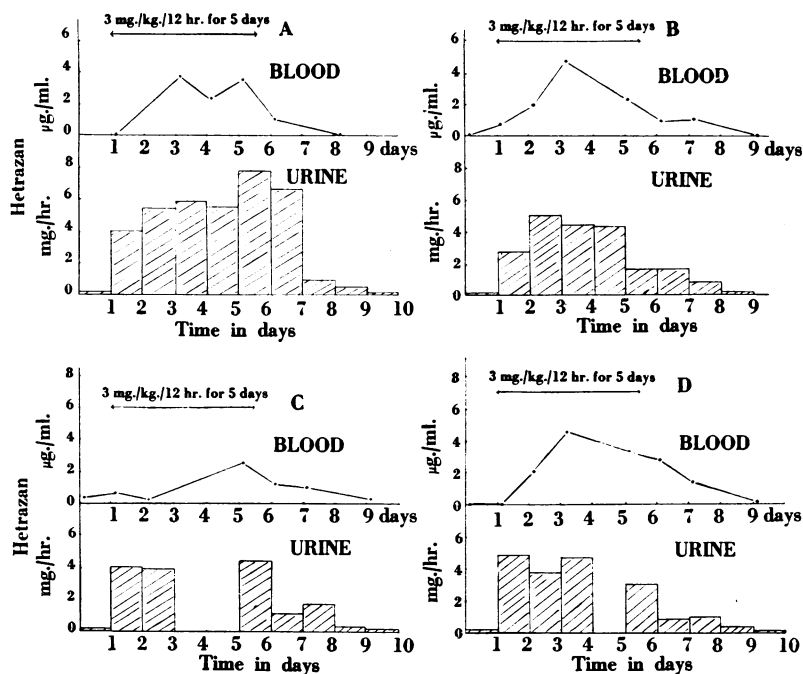 3 mg./kg./12 hr. for 5 days
A
6
4
2
0
µg./ml.
BLOOD
1 2 3 4 5 6 7 8 9 days
Hetrazan
8
6
4
2
0
mg./hr.
URINE
1 2 3 4 5 6 7 8 9 10
Time in days
3 mg./kg./12 hr. for 5 days
B
6
4
2
0
µg./ml.
BLOOD
1 2 3 4 5 6 7 8 9 days
8
6
4
2
0
mg./hr.
URINE
1 2 3 4 5 6 7 8 9
Time in days
3 mg./kg./12 hr. for 5 days
C
8
6
4
2
0
µg./ml.
BLOOD
1 2 3 4 5 6 7 8 9 days
Hetrazan
6
4
2
0
mg./hr.
URINE
1 2 3 4 5 6 7 8 9 10
Time in days
3 mg./kg./12 hr. for 5 days
D
8
6
4
2
0
µg./ml.
BLOOD
1 2 3 4 5 6 7 8 9 days
6
4
2
0
mg./hr.
URINE
1 2 3 4 5 6 7 8 9 10
Time in days